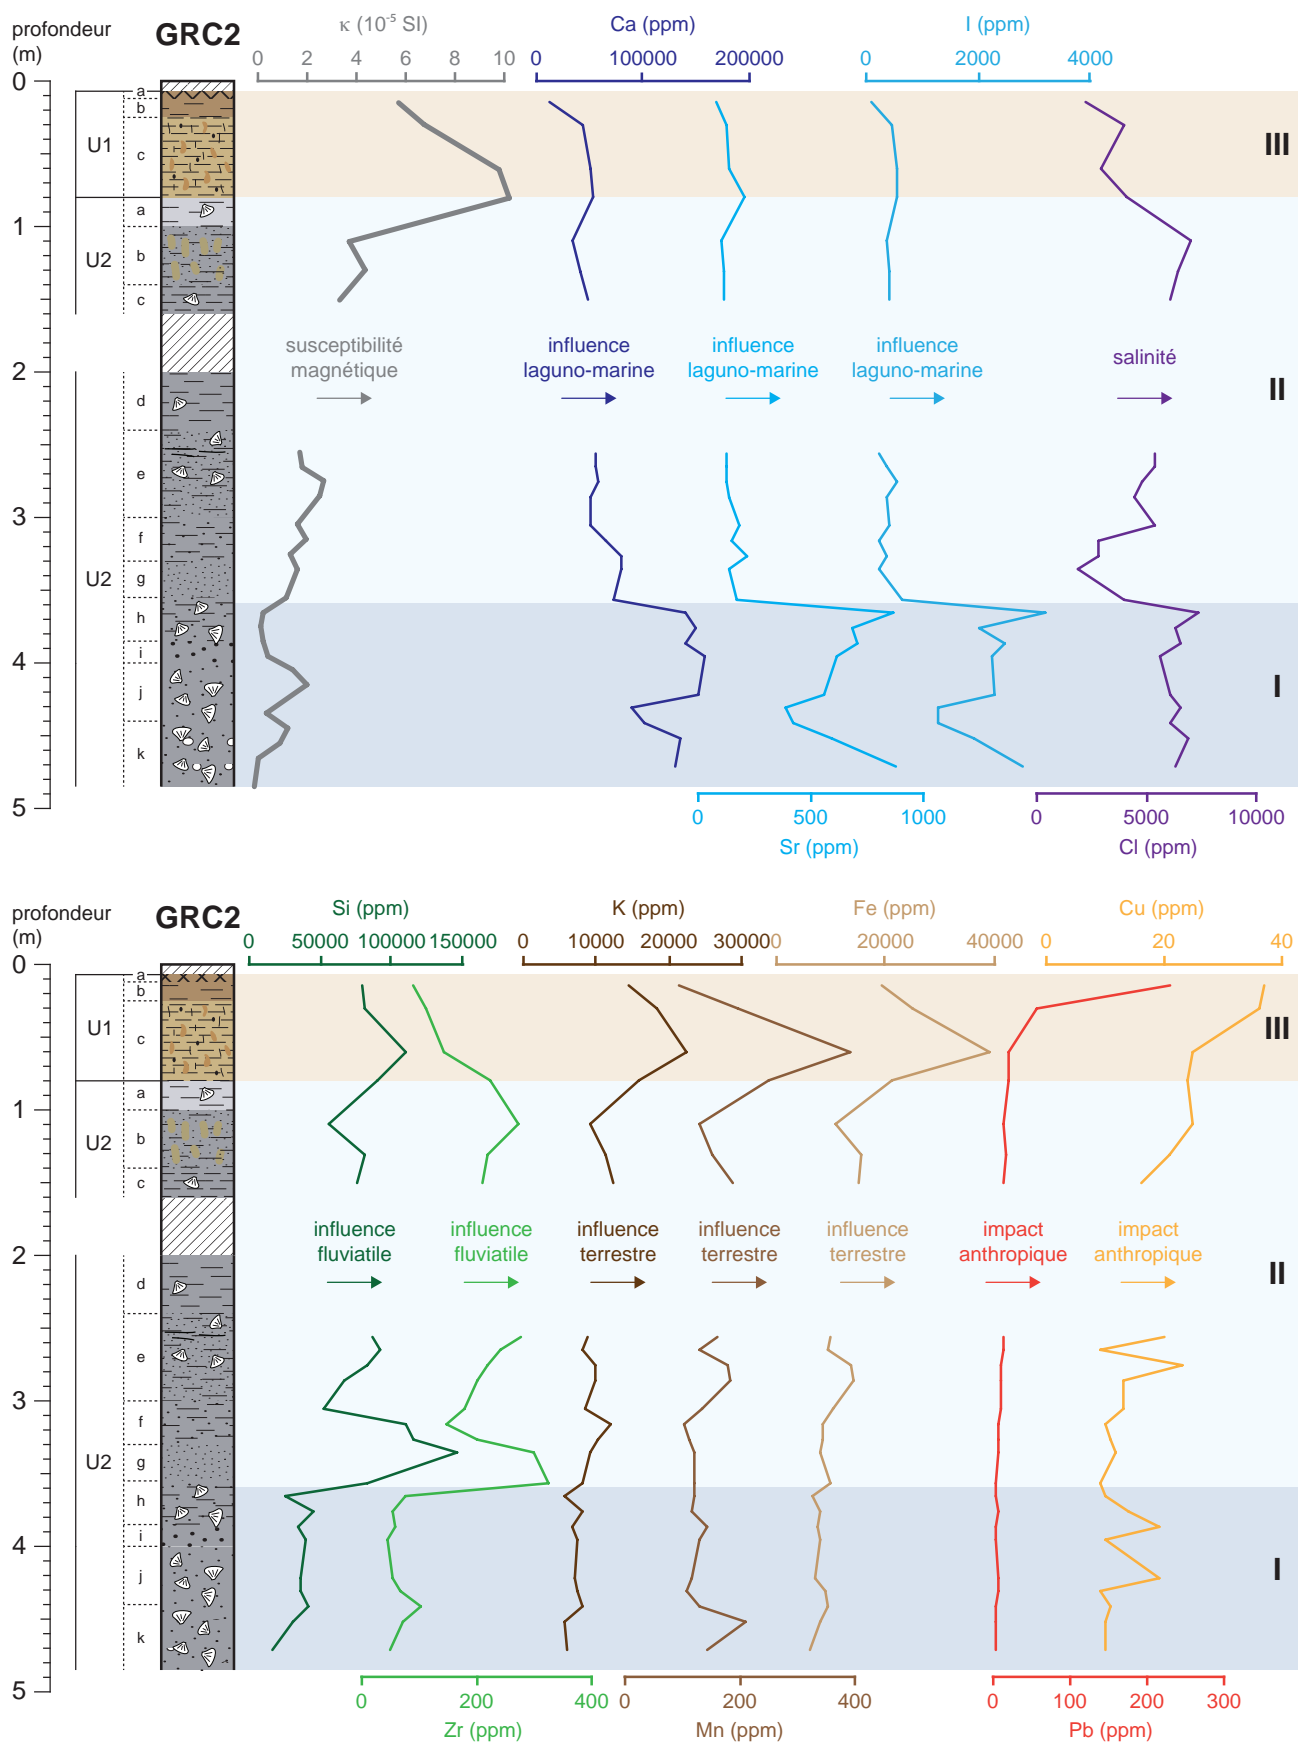 profondeur
(m)
GRC2
κ (10-5 SI)
Ca (ppm)
I (ppm)
0 2 4 6 8 10
0 100000 200000
0 2000 4000
0
1
2
3
4
5
U1
a
b
c
U2
a
b
c
U2
d
e
f
g
h
i
j
k
III
susceptibilité
magnétique
influence
laguno-marine
influence
laguno-marine
influence
laguno-marine
salinité
II
I
0 500 1000
Sr (ppm)
0 5000 10000
Cl (ppm)
profondeur
(m)
GRC2
Si (ppm)
K (ppm)
Fe (ppm)
Cu (ppm)
0 50000 100000 150000
0 10000 20000 30000
0 20000 40000
0 20 40
0
1
2
3
4
5
U1
a
b
c
U2
a
b
c
U2
d
e
f
g
h
i
j
k
III
influence
fluviatile
influence
fluviatile
influence
terrestre
influence
terrestre
influence
terrestre
impact
anthropique
impact
anthropique
II
I
0 200 400
Zr (ppm)
0 200 400
Mn (ppm)
0 100 200 300
Pb (ppm)